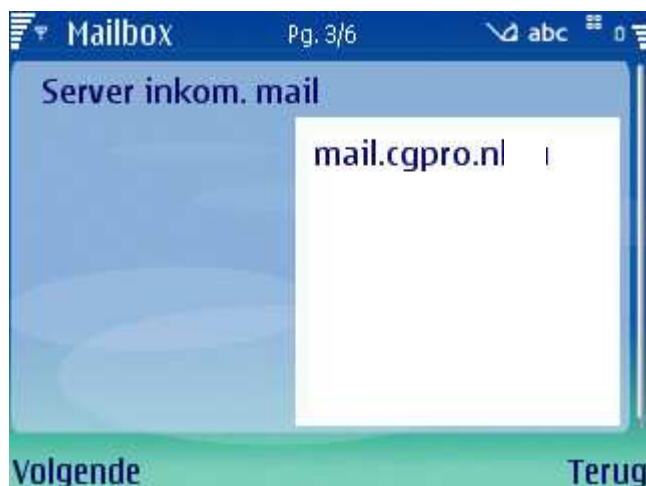 Mailbox Pg. 3/6 abc
Server inkom. mail
mail.cgpro.nl
Volgende Terug